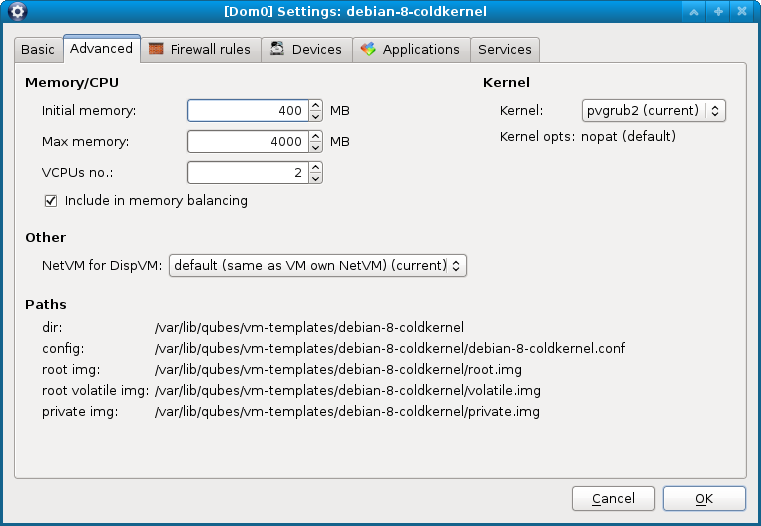 [Dom0] Settings: debian-8-coldkernel
Basic Advanced Firewall rules Devices Applications Services
Memory/CPU Kernel
Initial memory: 400 MB Kernel: pvgrub2 (current)
Max memory: 4000 MB Kernel opts: nopat (default)
VCPUs no.: 2
Include in memory balancing
Other
NetVM for DispVM: default (same as VM own NetVM) (current)
Paths
dir: /var/lib/qubes/vm-templates/debian-8-coldkernel
config: /var/lib/qubes/vm-templates/debian-8-coldkernel/debian-8-coldkernel.conf
root img: /var/lib/qubes/vm-templates/debian-8-coldkernel/root.img
root volatile img: /var/lib/qubes/vm-templates/debian-8-coldkernel/volatile.img
private img: /var/lib/qubes/vm-templates/debian-8-coldkernel/private.img
Cancel OK